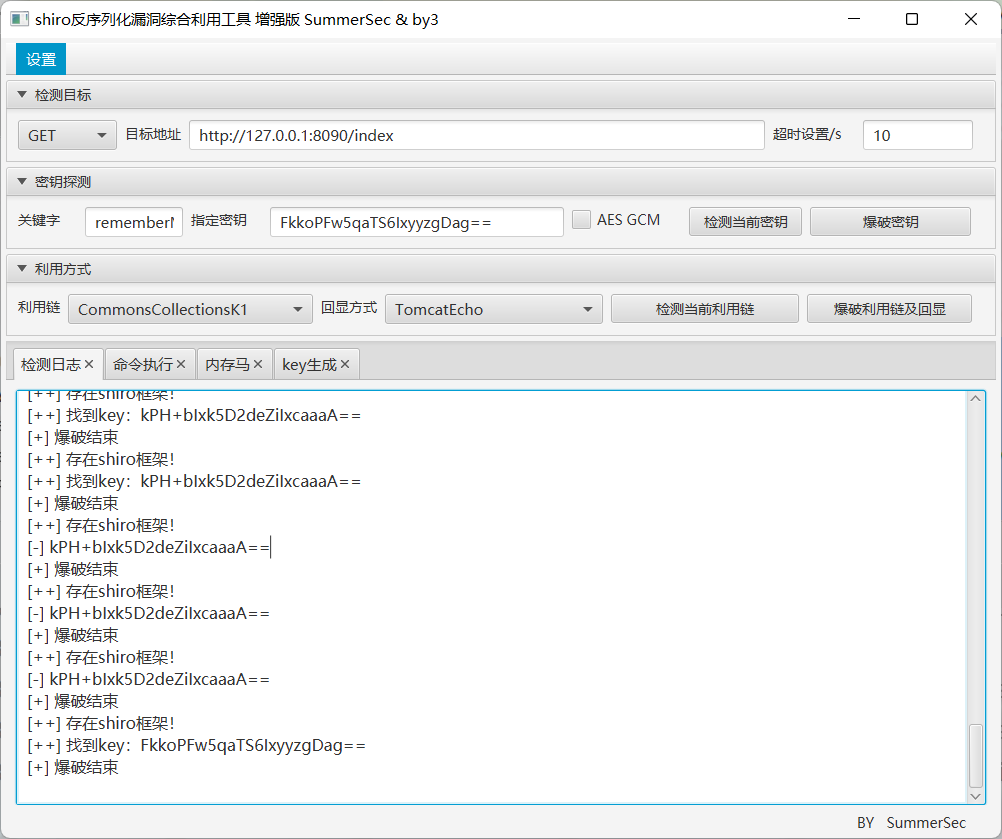 shiro反序列化漏洞综合利用工具 增强版 SummerSec & by3
设置
检测目标
GET 目标地址 http://127.0.0.1:8090/index 超时设置/s 10
密钥探测
关键字 remember 指定密钥 FkkoPFw5qaTS6IxyyzgDag== AES GCM 检测当前密钥 爆破密钥
利用方式
利用链 CommonsCollectionsK1 回显方式 TomcatEcho 检测当前利用链 爆破利用链及回显
检测日志 命令执行 内存马 key生成
[++] 存在shiro框架!
[++] 找到key：kPH+bIxk5D2deZiIxcaaaA==
[+] 爆破结束
[++] 存在shiro框架!
[++] 找到key：kPH+bIxk5D2deZiIxcaaaA==
[+] 爆破结束
[++] 存在shiro框架!
[-] kPH+bIxk5D2deZiIxcaaaA==
[+] 爆破结束
[++] 存在shiro框架!
[-] kPH+bIxk5D2deZiIxcaaaA==
[+] 爆破结束
[++] 存在shiro框架!
[-] kPH+bIxk5D2deZiIxcaaaA==
[+] 爆破结束
[++] 存在shiro框架!
[++] 找到key：FkkoPFw5qaTS6IxyyzgDag==
[+] 爆破结束
BY SummerSec